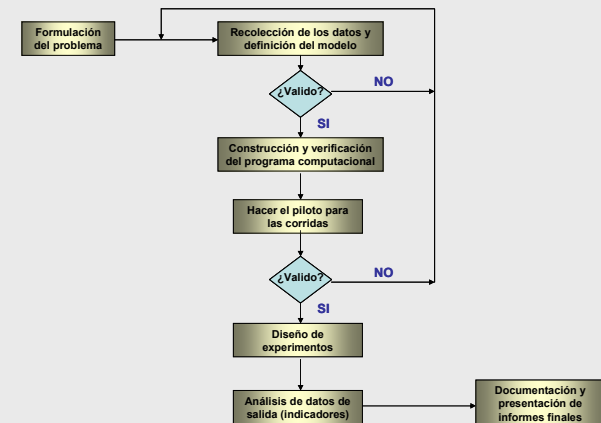 Formulación
del problema
Recolección de los datos y
definición del modelo
¿Valido?
NO
SI
Construcción y verificación
del programa computacional
Hacer el piloto para
las corridas
¿Valido?
NO
SI
Diseño de
experimentos
Análisis de datos de
salida (indicadores)
Documentación y
presentación de
informes finales